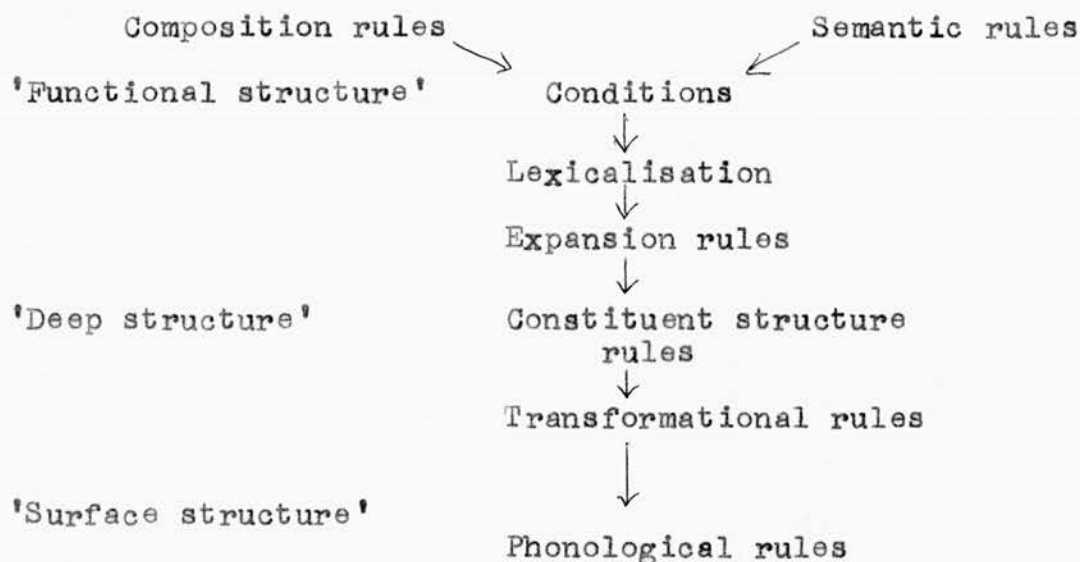 Composition rules Semantic rules
'Functional structure' Conditions
Lexicalisation
Expansion rules
'Deep structure' Constituent structure
rules
Transformational rules
'Surface structure'
Phonological rules